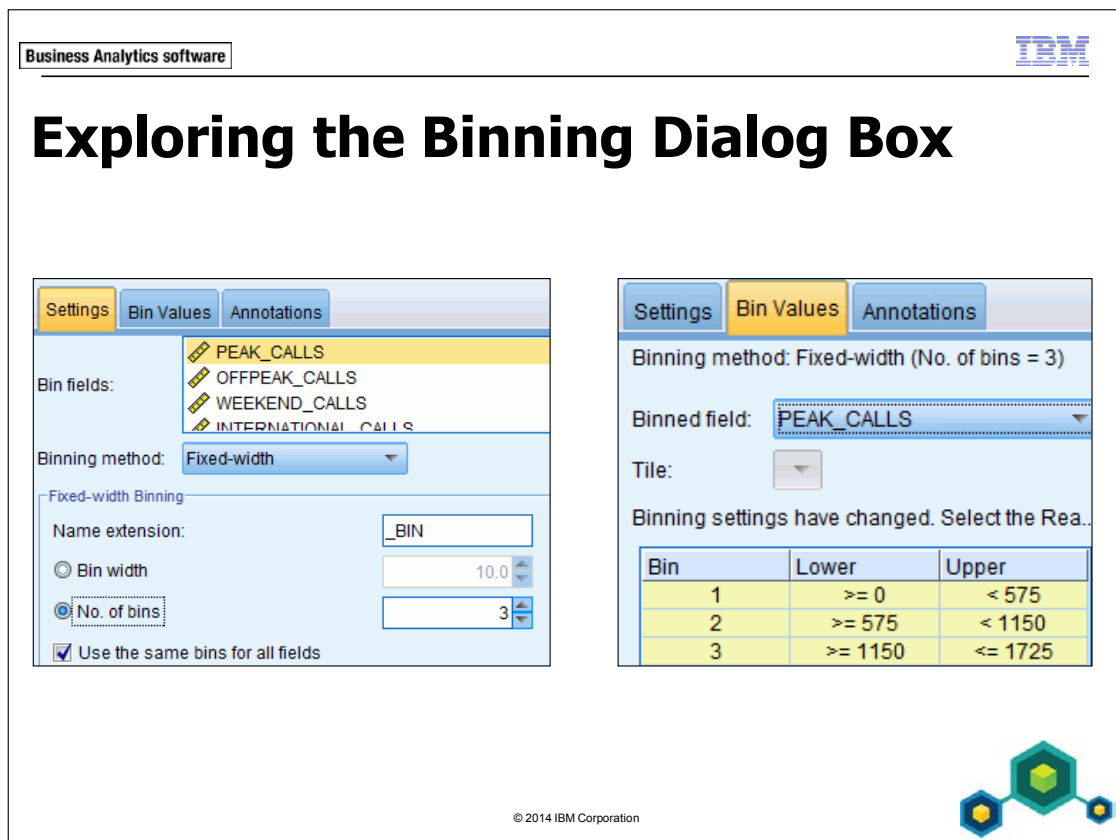 Business Analytics software
IBM
Exploring the Binning Dialog Box
Settings Bin Values Annotations
Bin fields:
PEAK_CALLS
OFFPEAK_CALLS
WEEKEND_CALLS
INTERNATIONAL_CALLS
Binning method: Fixed-width
Fixed-width Binning
Name extension: _BIN
Bin width 10.0
No. of bins 3
Use the same bins for all fields
Settings Bin Values Annotations
Binning method: Fixed-width (No. of bins = 3)
Binned field: PEAK_CALLS
Tile:
Binning settings have changed. Select the Rea..
Bin Lower Upper
1 >= 0 < 575
2 >= 575 < 1150
3 >= 1150 <= 1725
© 2014 IBM Corporation